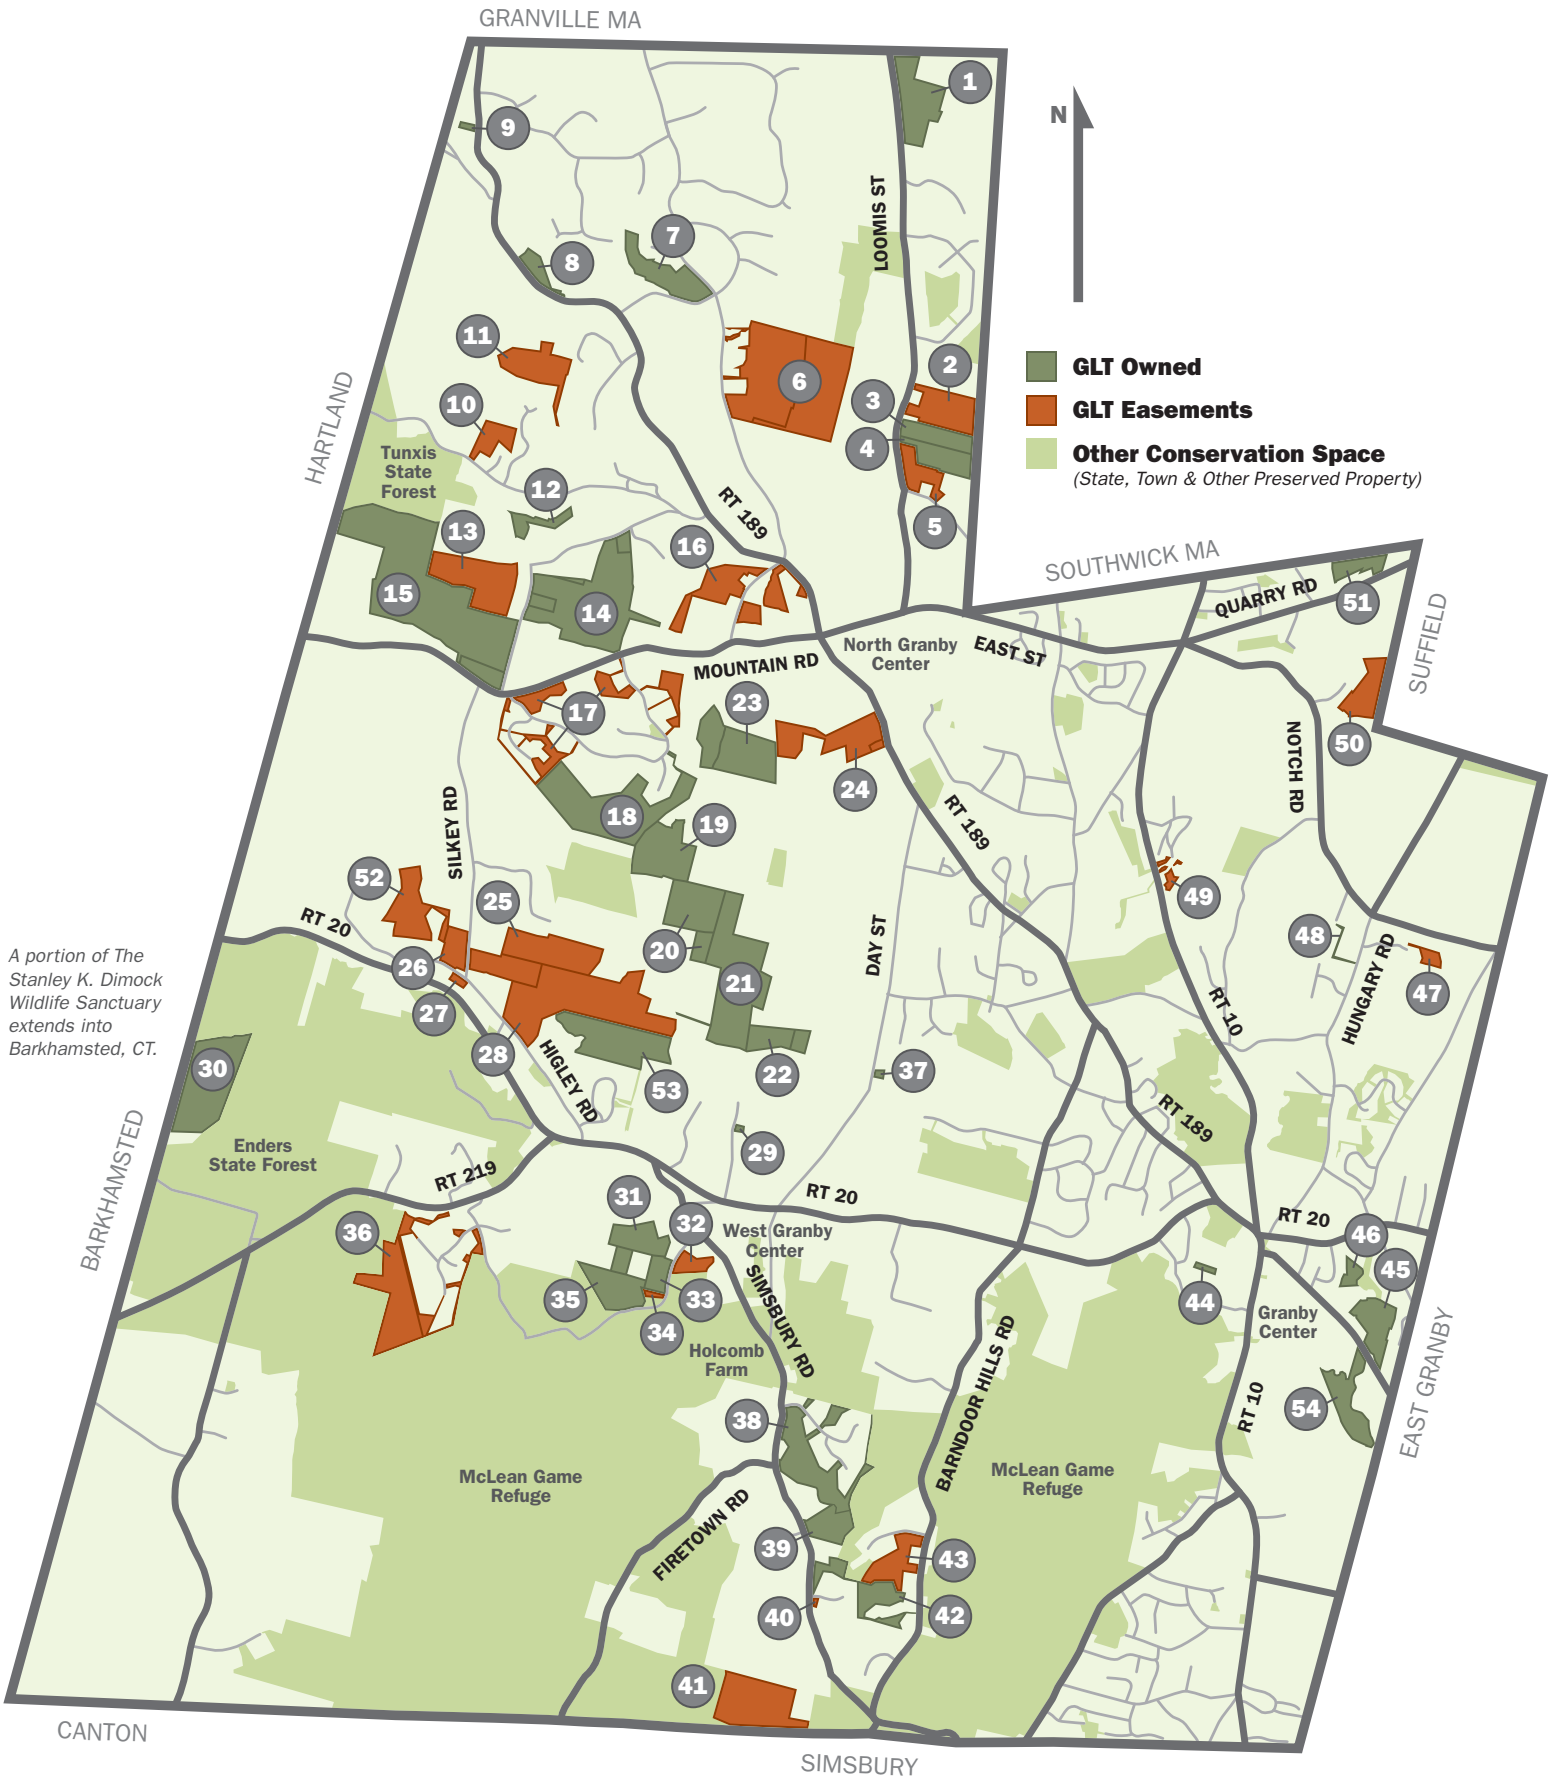 GRANVILLE MA
1
N
9
LOOMIS ST
7
8
11
6
2
GLT Owned
3
GLT Easements
10
4
Other Conservation Space
(State, Town & Other Preserved Property)
HARTLAND
Tunxis
State
Forest
12
RT 189
5
13
16
SOUTHWICK MA
15
14
QUARRY RD
51
North Granby
Center
EAST ST
SUFFIELD
MOUNTAIN RD
17
23
50
NOTCH RD
24
18
19
RT 189
SILKEY RD
52
25
49
RT 20
20
DAY ST
48
A portion of The
Stanley K. Dimock
Wildlife Sanctuary
extends into
Barkhamsted, CT.
26
21
47
27
RT 10
HUNGARY RD
28
HIGLEY RD
30
53
22
37
RT 189
Enders
State Forest
29
BARKHAMSTED
RT 219
31
RT 20
36
32
West Granby
Center
RT 20
46
45
35
33
SIMSBURY RD
44
Granby
Center
34
Holcomb
Farm
BARNDOOR HILLS RD
EAST GRANBY
38
RT 10
54
McLean Game
Refuge
McLean Game
Refuge
FIRETOWN RD
39
43
40
42
41
CANTON
SIMSBURY